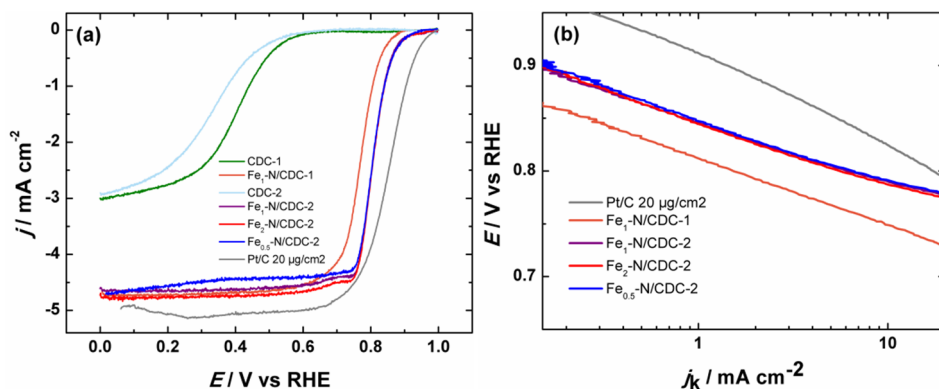 (a)
0
-1
-2
-3
-4
-5
j / mA cm-2
CDC-1
Fe1-N/CDC-1
CDC-2
Fe1-N/CDC-2
Fe2-N/CDC-2
Fe0.5-N/CDC-2
Pt/C 20 μg/cm2
0.0 0.2 0.4 0.6 0.8 1.0
E / V vs RHE
(b)
0.9
0.8
0.7
E / V vs RHE
Pt/C 20 μg/cm2
Fe1-N/CDC-1
Fe1-N/CDC-2
Fe2-N/CDC-2
Fe0.5-N/CDC-2
1 10
jk / mA cm-2